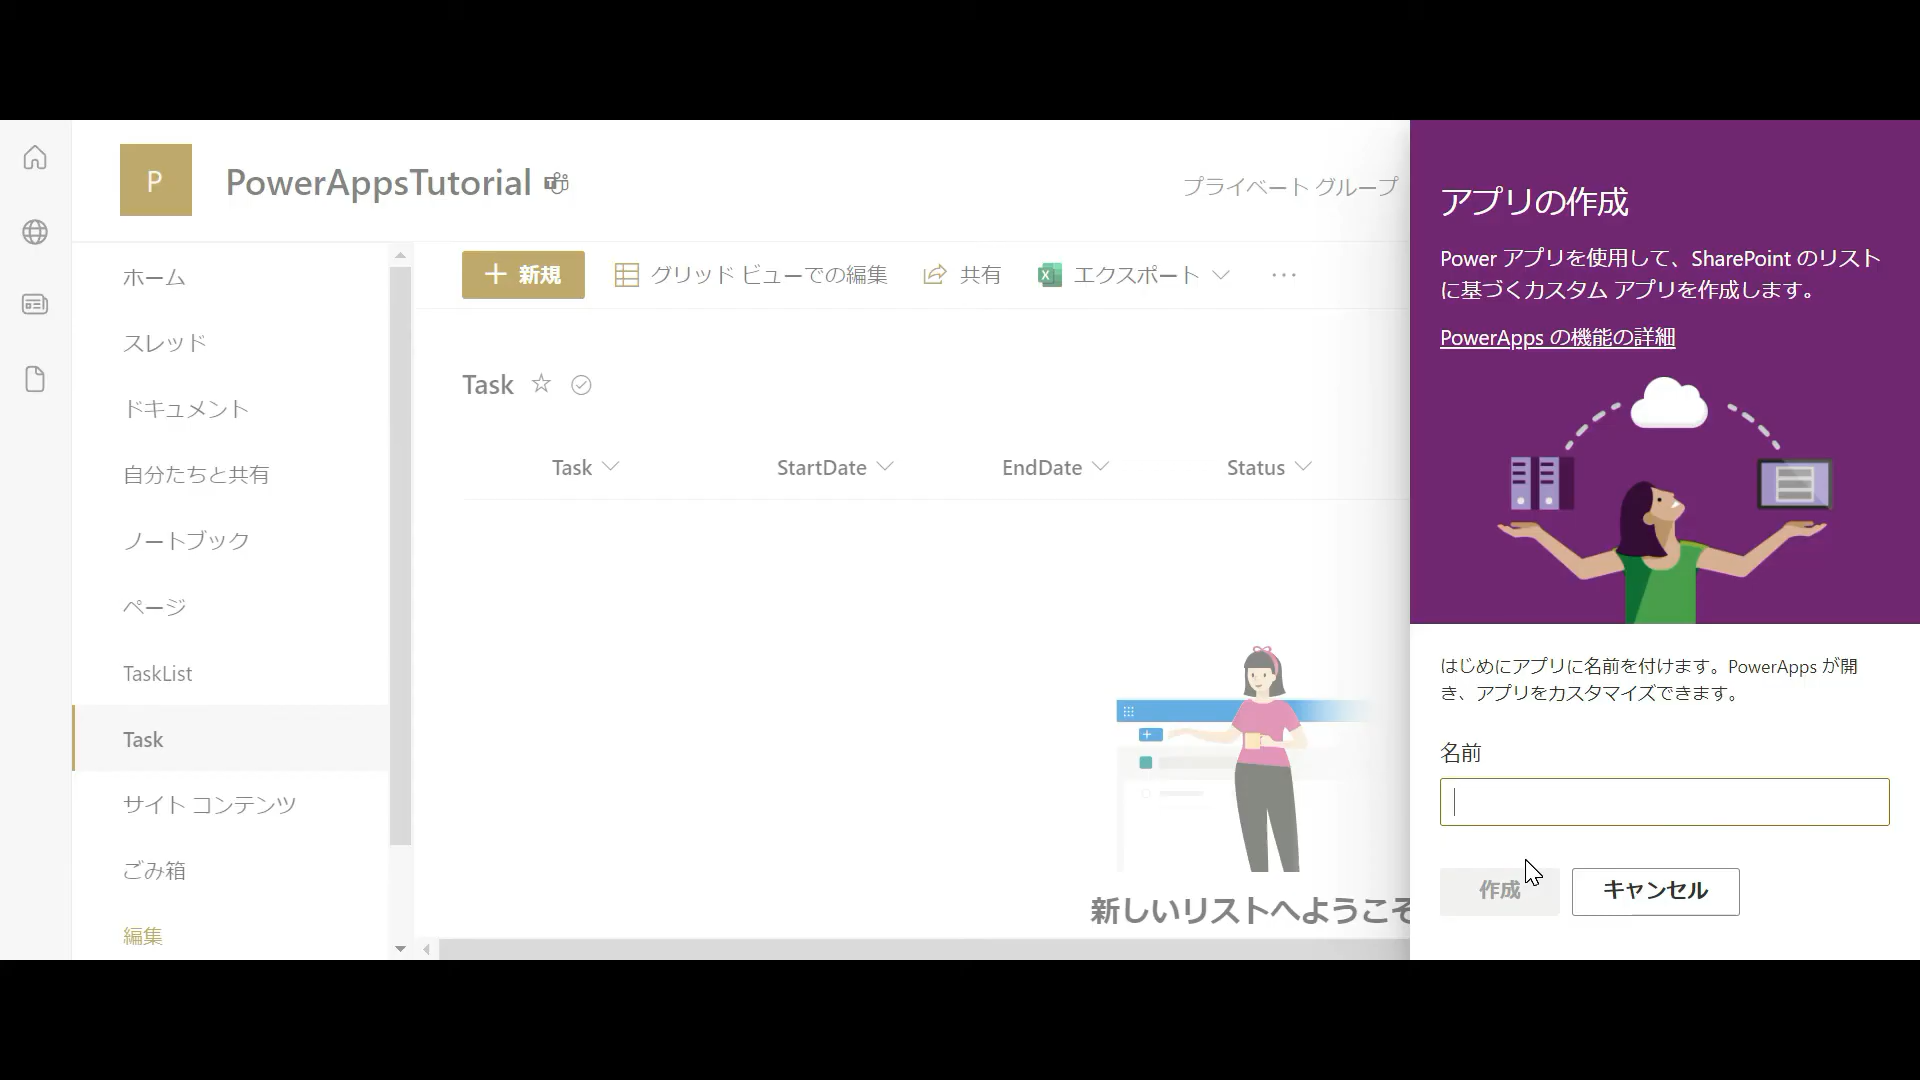 P
PowerAppsTutorial
プライベート グループ
ホーム
スレッド
ドキュメント
自分たちと共有
ノートブック
ページ
TaskList
Task
サイト コンテンツ
ごみ箱
編集
新規
グリッド ビューでの編集
共有
エクスポート
Task
Task
StartDate
EndDate
Status
新しいリストへようこそ
アプリの作成
Power アプリを使用して、SharePoint のリスト
に基づくカスタム アプリを作成します。
PowerApps の機能の詳細
はじめにアプリに名前を付けます。PowerApps が開
き、アプリをカスタマイズできます。
名前
作成
キャンセル